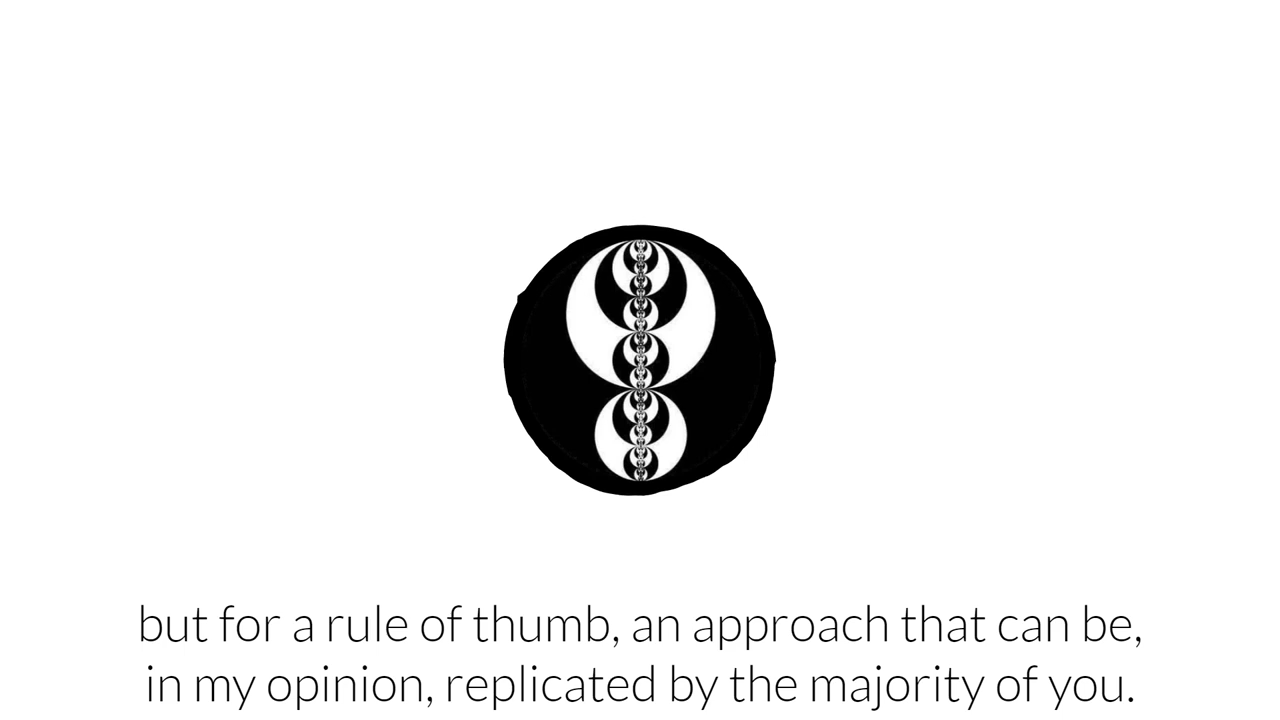 but for a rule of thumb, an approach that can be,
in my opinion, replicated by the majority of you.